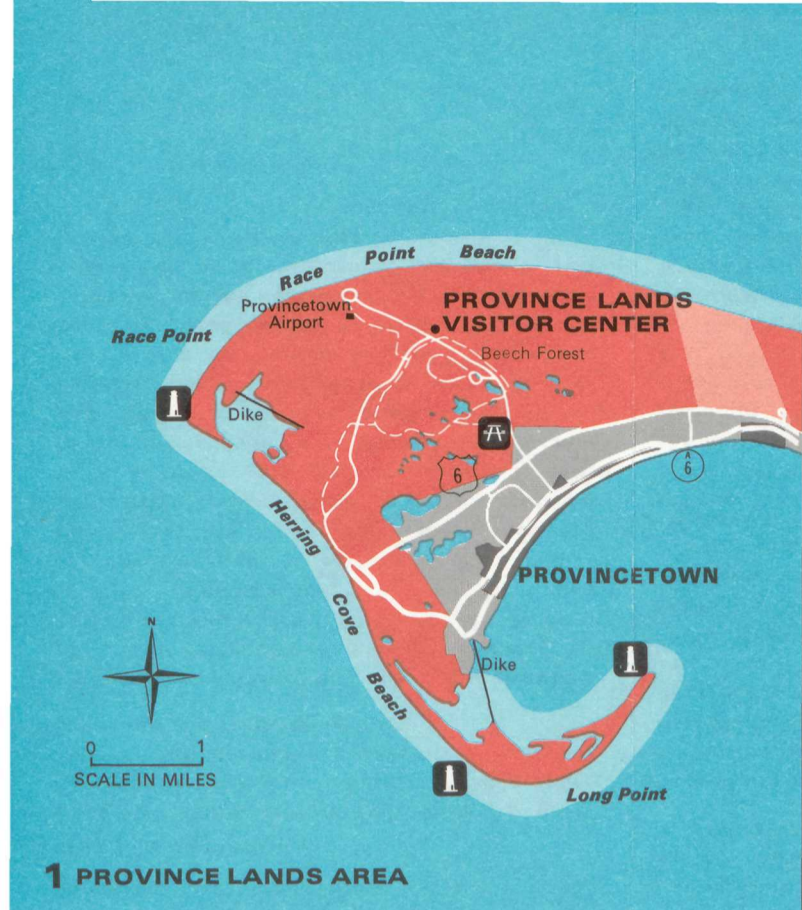 Race Point Beach
PROVINCE LANDS
VISITOR CENTER
Provincetown
Airport
Race Point
Beech Forest
Dike
6
A
6
Herring
Cove
Beach
PROVINCETOWN
N
Dike
0 1
SCALE IN MILES
Long Point
1 PROVINCE LANDS AREA